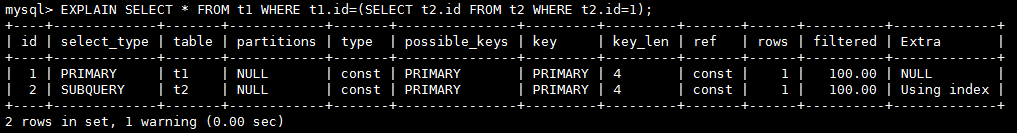 mysql> EXPLAIN SELECT * FROM t1 WHERE t1.id=(SELECT t2.id FROM t2 WHERE t2.id=1);
+----+-------------+-------+------------+-------+---------------+---------+---------+-------+------+----------+-------------+
| id | select_type | table | partitions | type  | possible_keys | key     | key_len | ref   | rows | filtered | Extra       |
+----+-------------+-------+------------+-------+---------------+---------+---------+-------+------+----------+-------------+
|  1 | PRIMARY     | t1    | NULL       | const | PRIMARY       | PRIMARY | 4       | const |    1 |   100.00 | NULL        |
|  2 | SUBQUERY    | t2    | NULL       | const | PRIMARY       | PRIMARY | 4       | const |    1 |   100.00 | Using index |
+----+-------------+-------+------------+-------+---------------+---------+---------+-------+------+----------+-------------+
2 rows in set, 1 warning (0.00 sec)